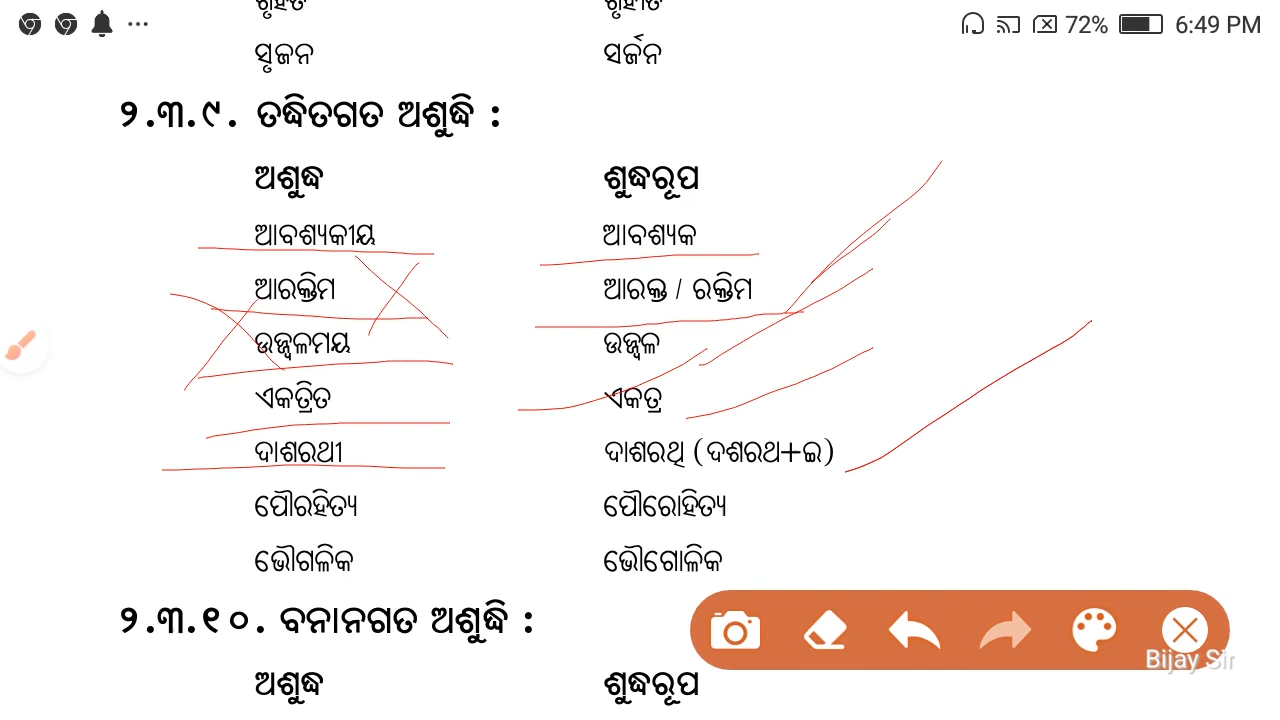 72% 6:49 PM
ସୃଜନ ସର୍ଜନ
୨.୩.୯. ତଦ୍ଧିତଗତ ଅଶୁଦ୍ଧି :
ଅଶୁଦ୍ଧ ଶୁଦ୍ଧରୂପ
ଆବଶ୍ୟକୀୟ ଆବଶ୍ୟକ
ଆରକ୍ତିମ ଆରକ୍ତ / ରକ୍ତିମ
ଉଜ୍ଜ୍ୱଳମୟ ଉଜ୍ଜ୍ୱଳ
ଏକତ୍ରିତ ଏକତ୍ର
ଦାଶରଥୀ ଦାଶରଥି (ଦଶରଥ+ଇ)
ପୌରହିତ୍ୟ ପୌରୋହିତ୍ୟ
ଭୌଗଳିକ ଭୌଗୋଳିକ
୨.୩.୧୦. ବନାନଗତ ଅଶୁଦ୍ଧି :
Bijay Sir
ଅଶୁଦ୍ଧ ଶୁଦ୍ଧରୂପ